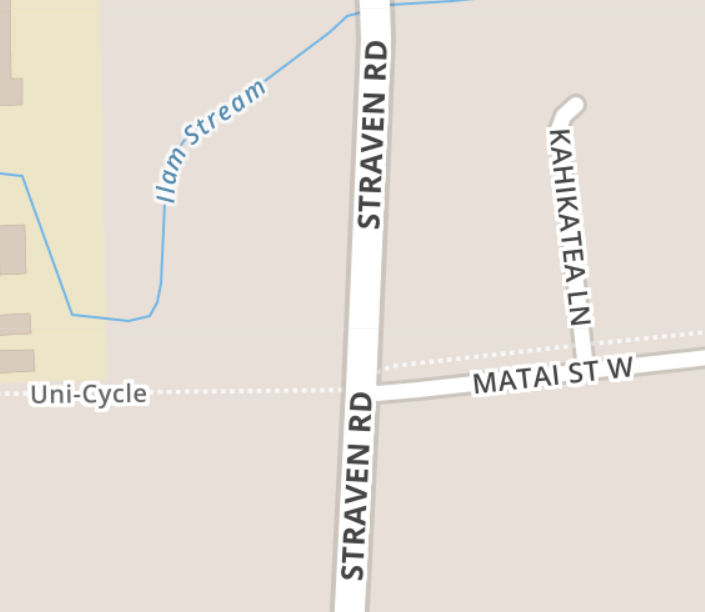 STRAVEN RD
Ilam-Stream
KAHIKATEA LN
MATAI ST W
Uni-Cycle
STRAVEN RD